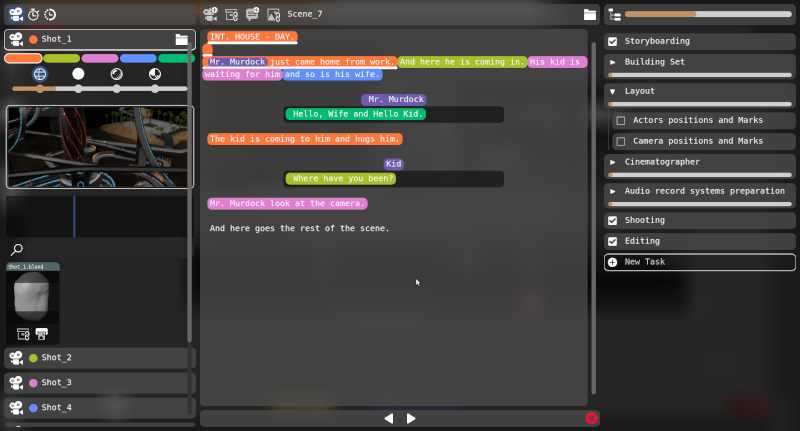 Scene_7
Shot_1
Shot_1.blend
Shot_2
Shot_3
Shot_4
INT. HOUSE - DAY.
Mr. Murdock just came home from work. And here he is coming in. His kid is
waiting for him and so is his wife.
Mr. Murdock
Hello, Wife and Hello Kid.
The kid is coming to him and hugs him.
Kid
Where have you been?
Mr. Murdock look at the camera.
And here goes the rest of the scene.
Storyboarding
Building Set
Layout
Actors positions and Marks
Camera positions and Marks
Cinematographer
Audio record systems preparation
Shooting
Editing
New Task